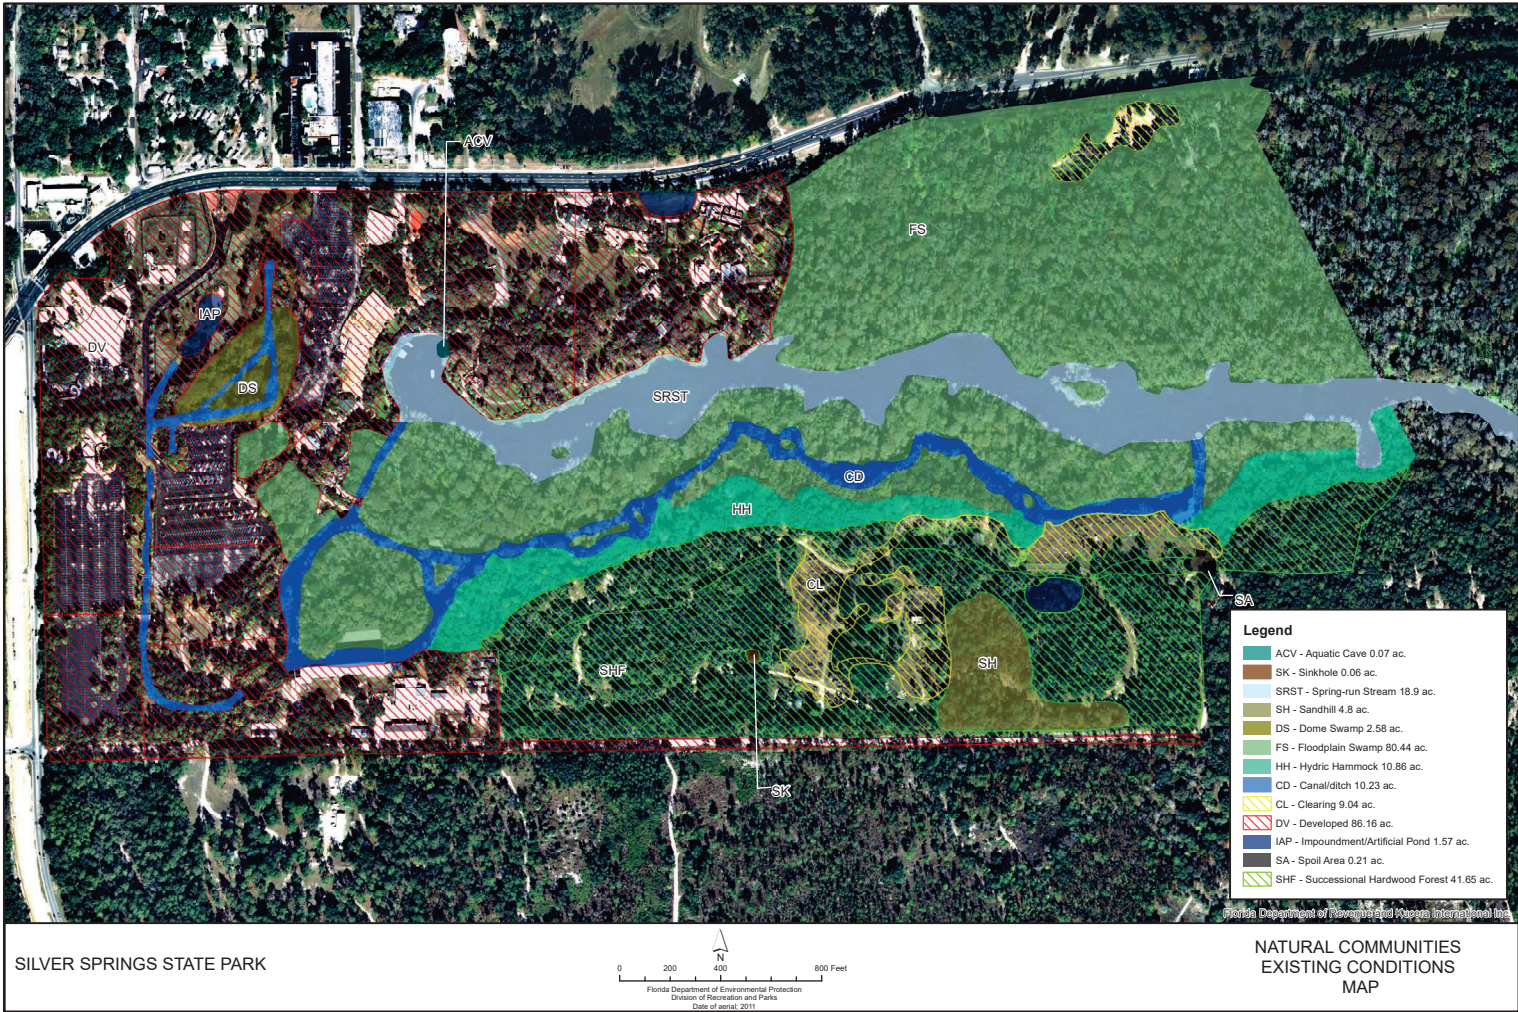 ACV
FS
IAP
DV
DS
SRST
CD
HH
CL
SA
SHF
SH
SK
Legend
ACV - Aquatic Cave 0.07 ac.
SK - Sinkhole 0.06 ac.
SRST - Spring-run Stream 18.9 ac.
SH - Sandhill 4.8 ac.
DS - Dome Swamp 2.58 ac.
FS - Floodplain Swamp 80.44 ac.
HH - Hydric Hammock 10.86 ac.
CD - Canal/ditch 10.23 ac.
CL - Clearing 9.04 ac.
DV - Developed 86.16 ac.
IAP - Impoundment/Artificial Pond 1.57 ac.
SA - Spoil Area 0.21 ac.
SHF - Successional Hardwood Forest 41.65 ac.
Florida Department of Revenue and Kucera International Inc.
SILVER SPRINGS STATE PARK
N
0 200 400 800 Feet
Florida Department of Environmental Protection
Division of Recreation and Parks
Date of aerial; 2011
NATURAL COMMUNITIES
EXISTING CONDITIONS
MAP